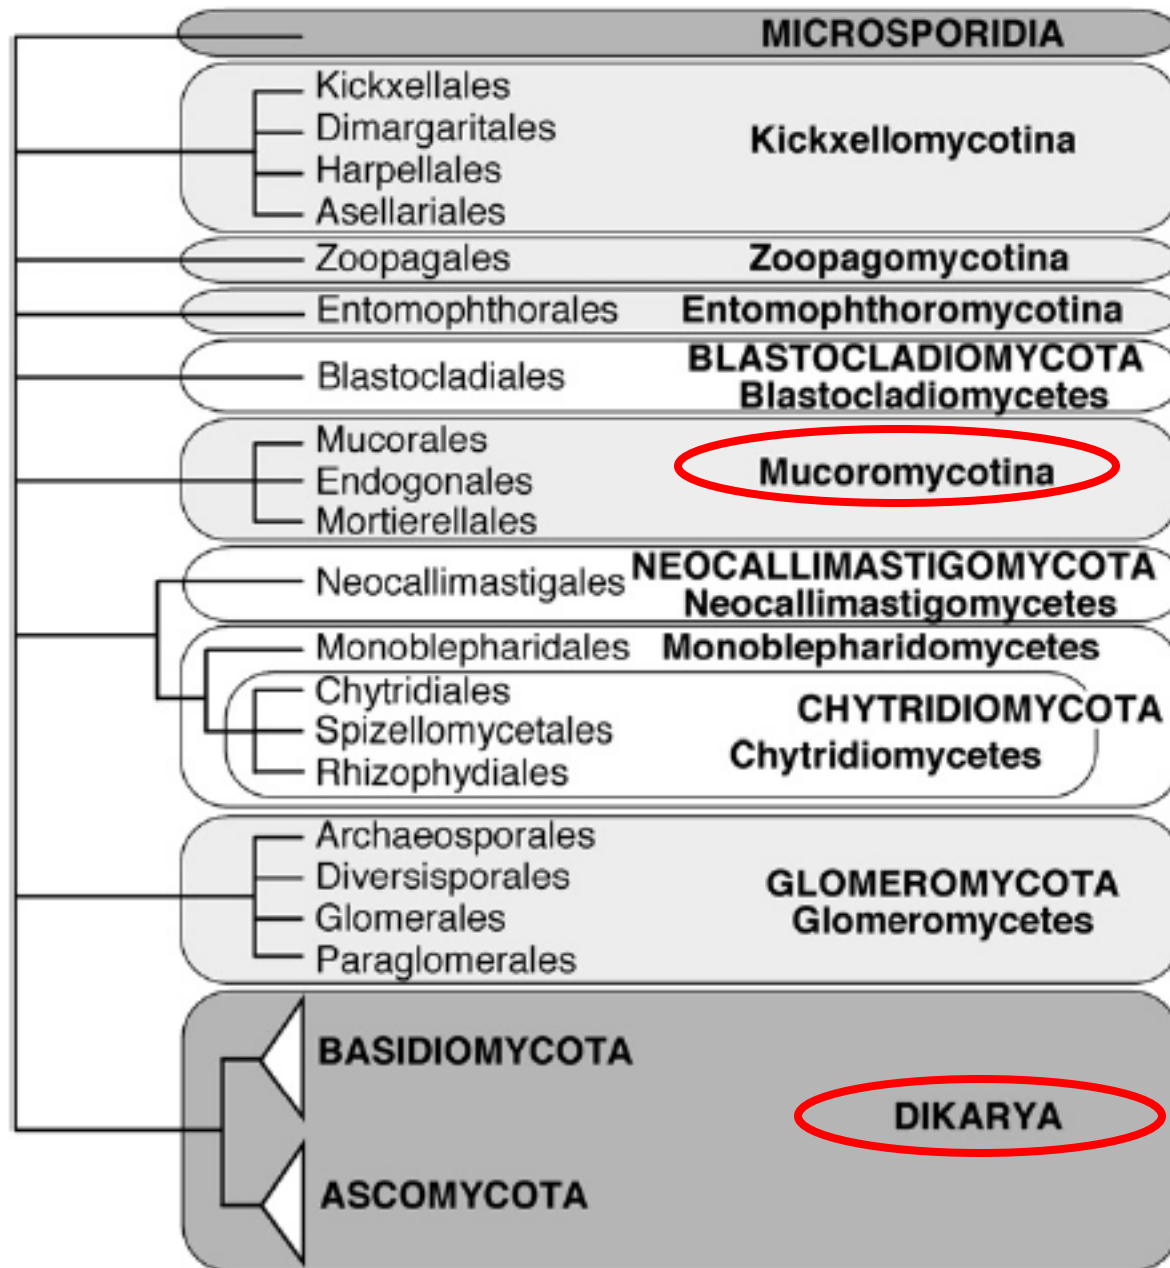 MICROSPORIDIA
Kickxellales
Dimargaritales
Harpellales
Asellariales
Kickxellomycotina
Zoopagales Zoopagomycotina
Entomophthorales Entomophthoromycotina
BLASTOCLADIOMYCOTA
Blastocladiales
Blastocladiomycetes
Mucorales
Endogonales
Mortierellales
Mucoromycotina
Neocallimastigales NEOCALLIMASTIGOMYCOTA
Neocallimastigomycetes
Monoblepharidales Monoblepharidomycetes
Chytridiales
Spizellomycetales
Rhizophydiales
CHYTRIDIOMYCOTA
Chytridiomycetes
Archaeosporales
Diversisporales
Glomerales
Paraglomerales
GLOMEROMYCOTA
Glomeromycetes
BASIDIOMYCOTA
DIKARYA
ASCOMYCOTA